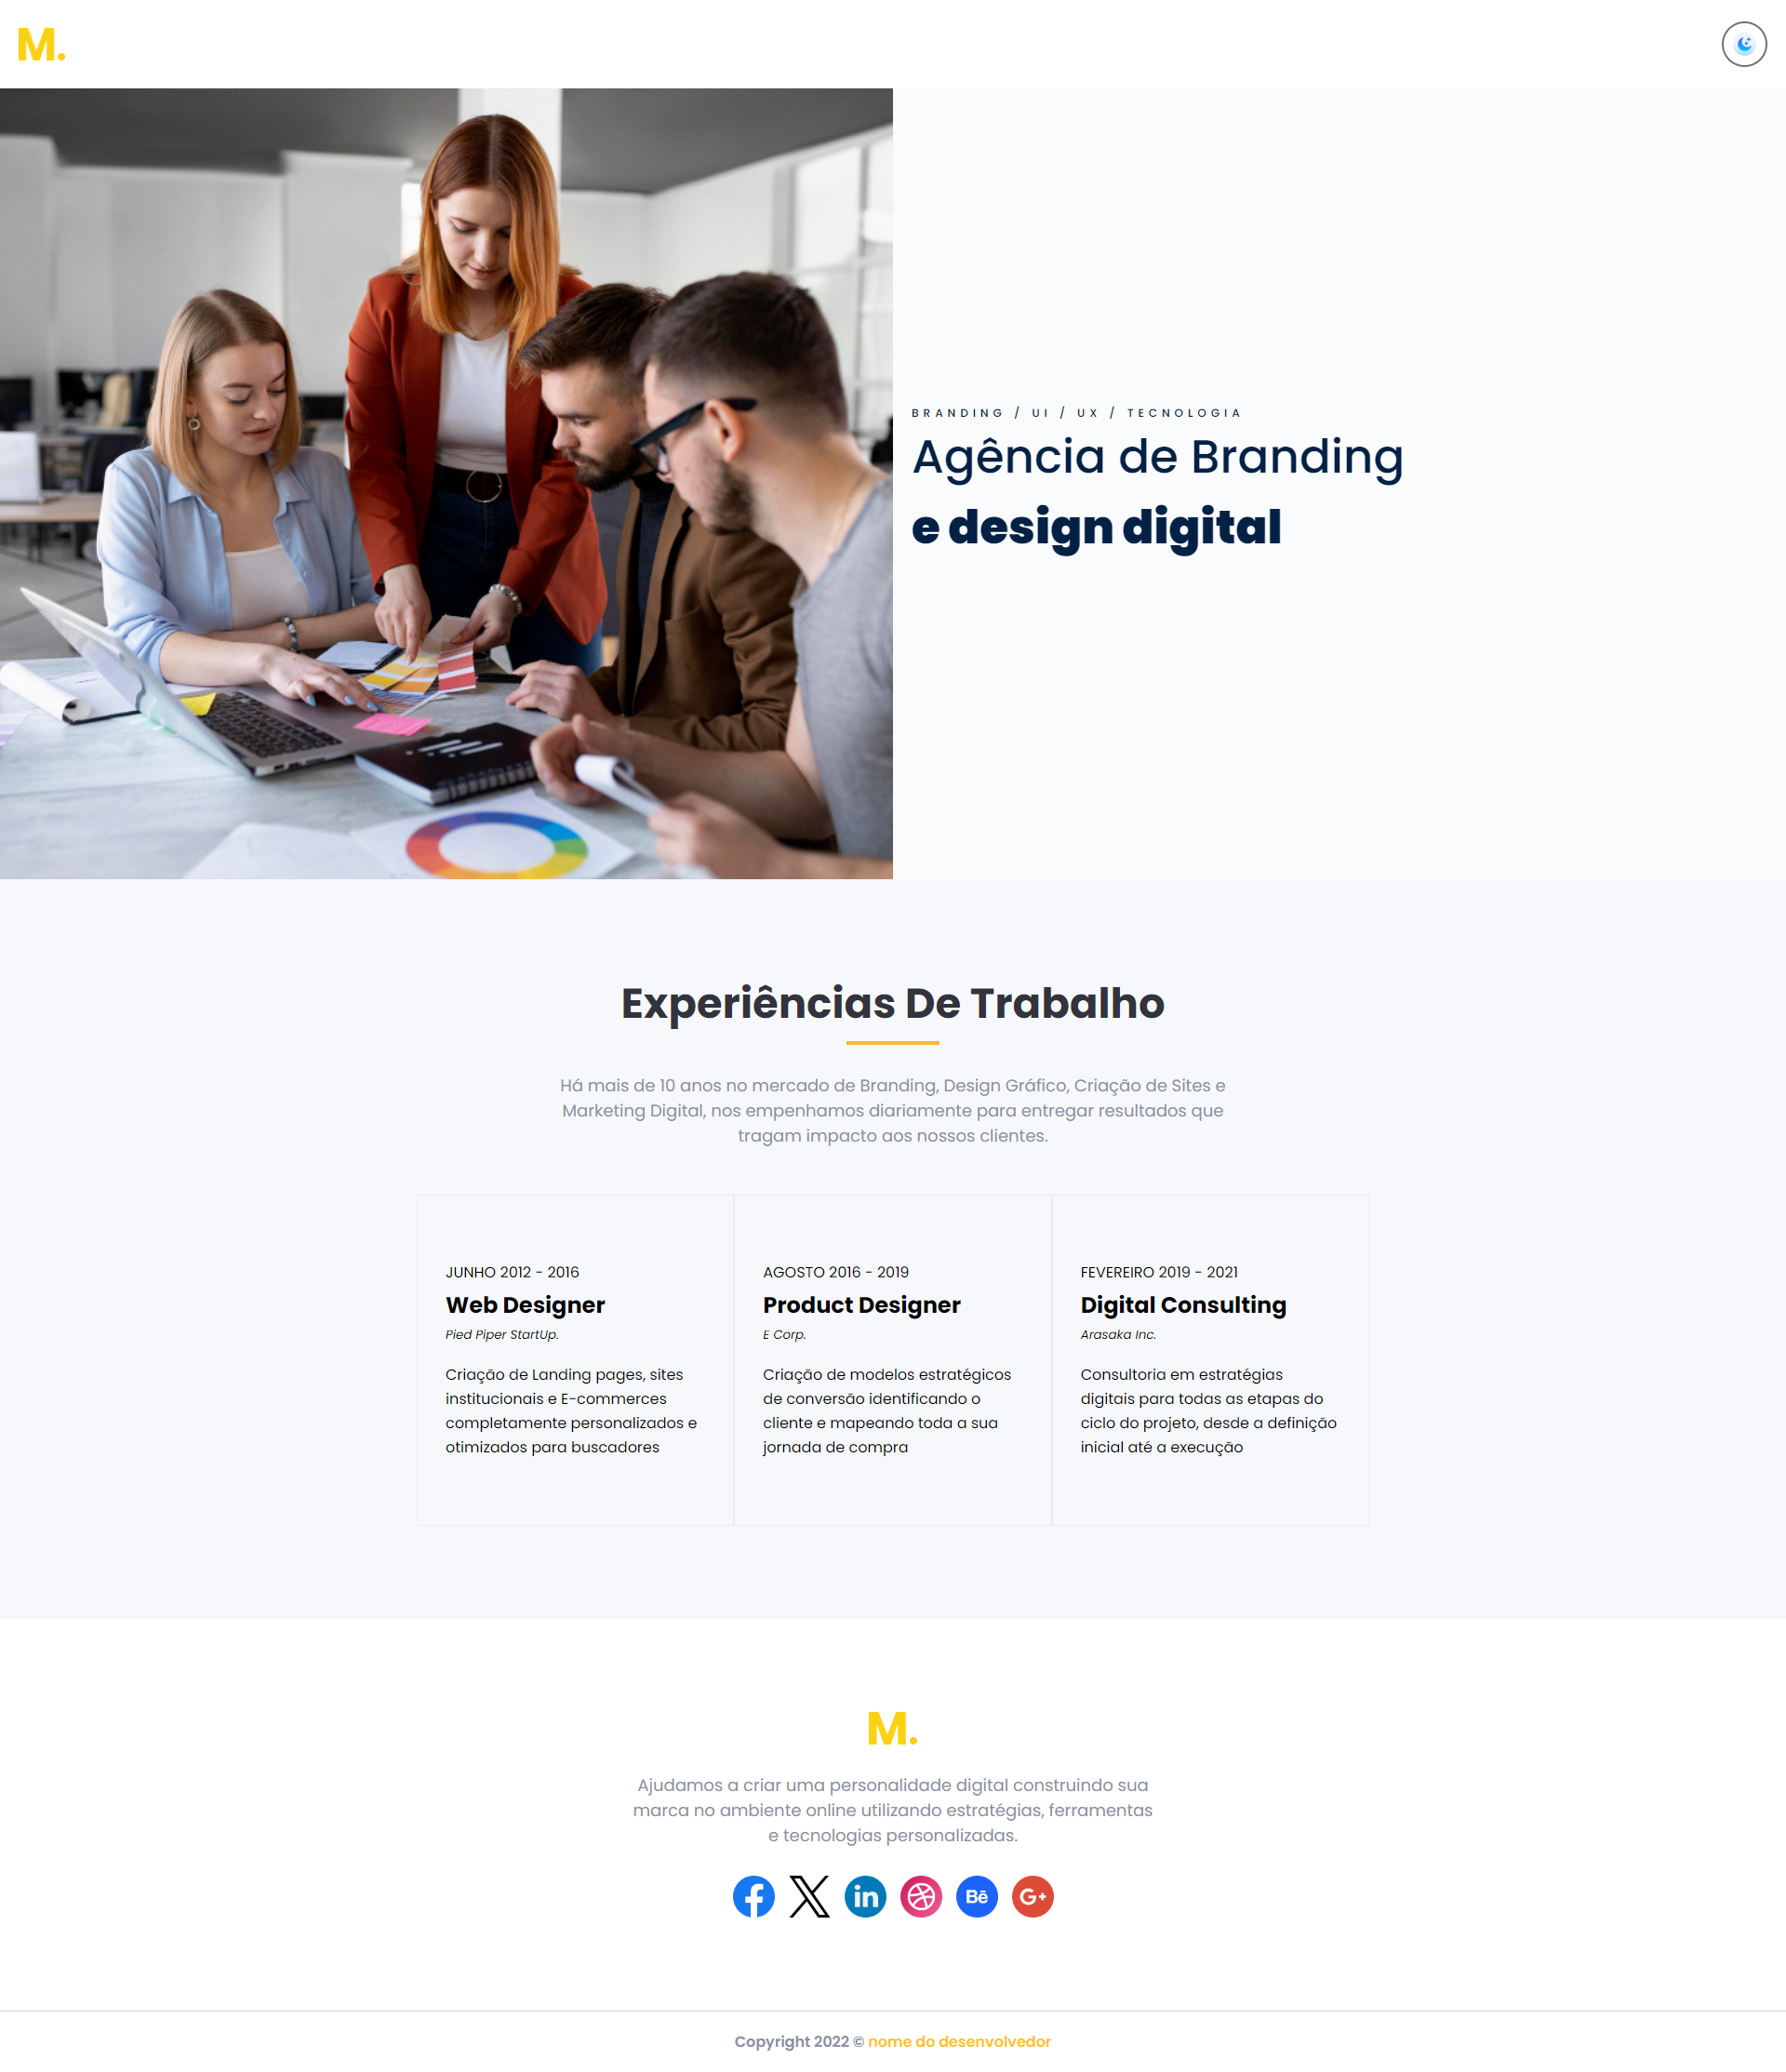 M.
BRANDING / UI / UX / TECNOLOGIA
Agência de Branding
e design digital
Experiências De Trabalho
Há mais de 10 anos no mercado de Branding, Design Gráfico, Criação de Sites e
Marketing Digital, nos empenhamos diariamente para entregar resultados que
tragam impacto aos nossos clientes.
JUNHO 2012 - 2016
Web Designer
Pied Piper StartUp.
Criação de Landing pages, sites
institucionais e E-commerces
completamente personalizados e
otimizados para buscadores
AGOSTO 2016 - 2019
Product Designer
E Corp.
Criação de modelos estratégicos
de conversão identificando o
cliente e mapeando toda a sua
jornada de compra
FEVEREIRO 2019 - 2021
Digital Consulting
Arasaka Inc.
Consultoria em estratégias
digitais para todas as etapas do
ciclo do projeto, desde a definição
inicial até a execução
M.
Ajudamos a criar uma personalidade digital construindo sua
marca no ambiente online utilizando estratégias, ferramentas
e tecnologias personalizadas.
f X in Bē G+
Copyright 2022 © nome do desenvolvedor